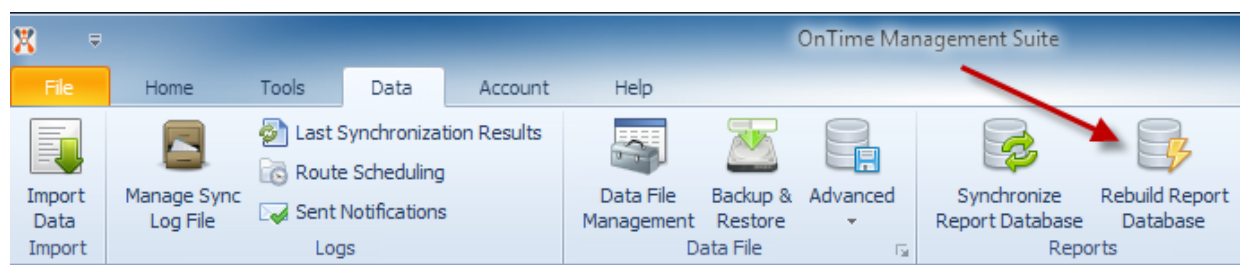 OnTime Management Suite
File Home Tools Data Account Help
Last Synchronization Results
Route Scheduling
Sent Notifications
Import Manage Sync Data File Backup & Advanced Synchronize Rebuild Report
Data Log File Management Restore Report Database Database
Import Logs Data File Reports